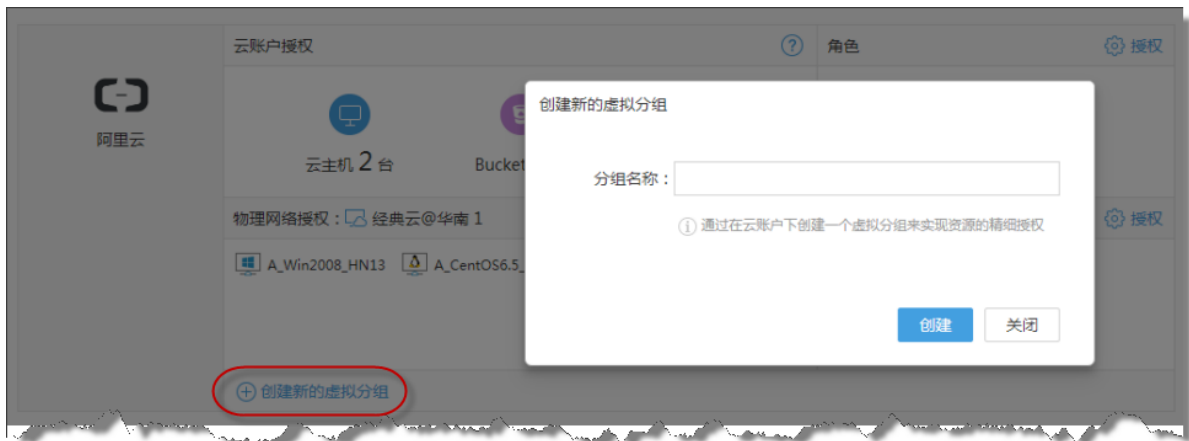 云账户授权
角色
授权
阿里云
云主机 2 台
Bucket
物理网络授权：经典云@华南 1
授权
A_Win2008_HN13
A_CentOS6.5_
创建新的虚拟分组
创建新的虚拟分组
分组名称：
通过在云账户下创建一个虚拟分组来实现资源的精细授权
创建
关闭